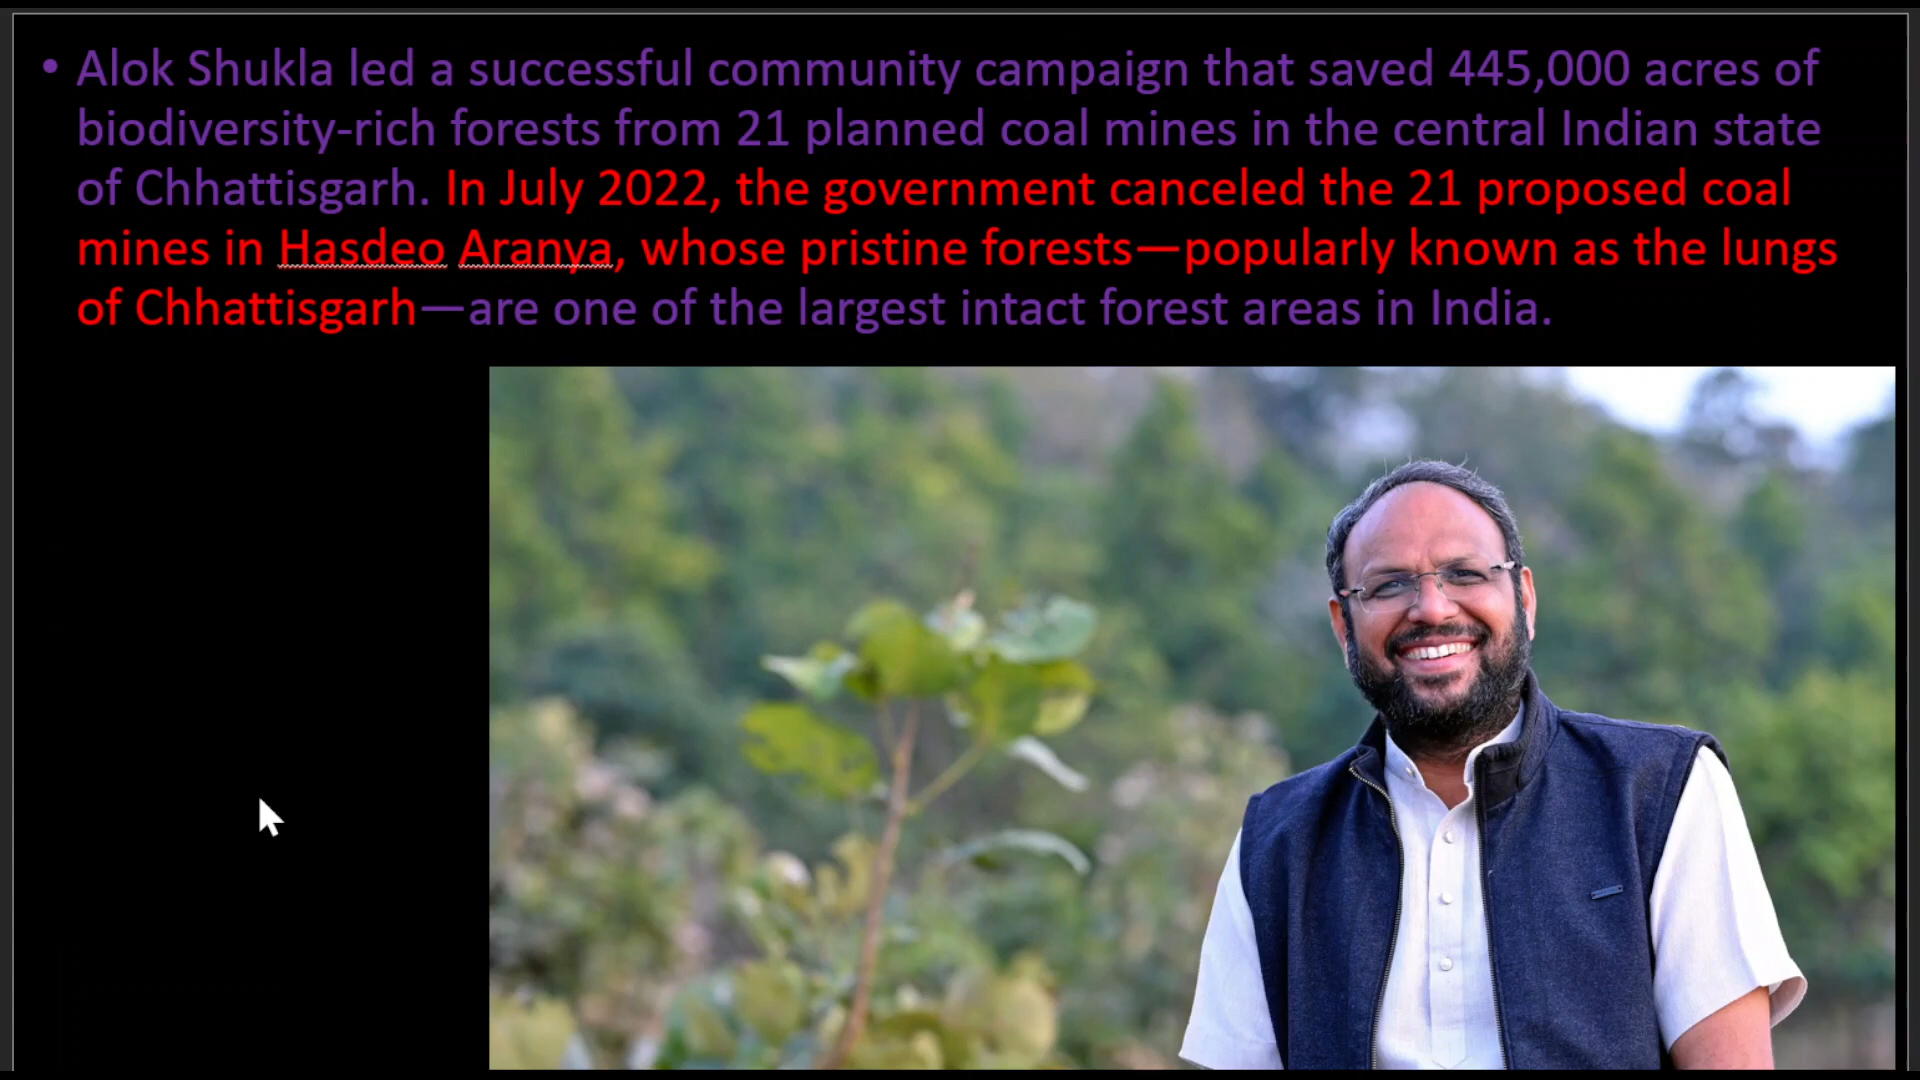 • Alok Shukla led a successful community campaign that saved 445,000 acres of
biodiversity-rich forests from 21 planned coal mines in the central Indian state
of Chhattisgarh. In July 2022, the government canceled the 21 proposed coal
mines in Hasdeo Aranya, whose pristine forests—popularly known as the lungs
of Chhattisgarh—are one of the largest intact forest areas in India.